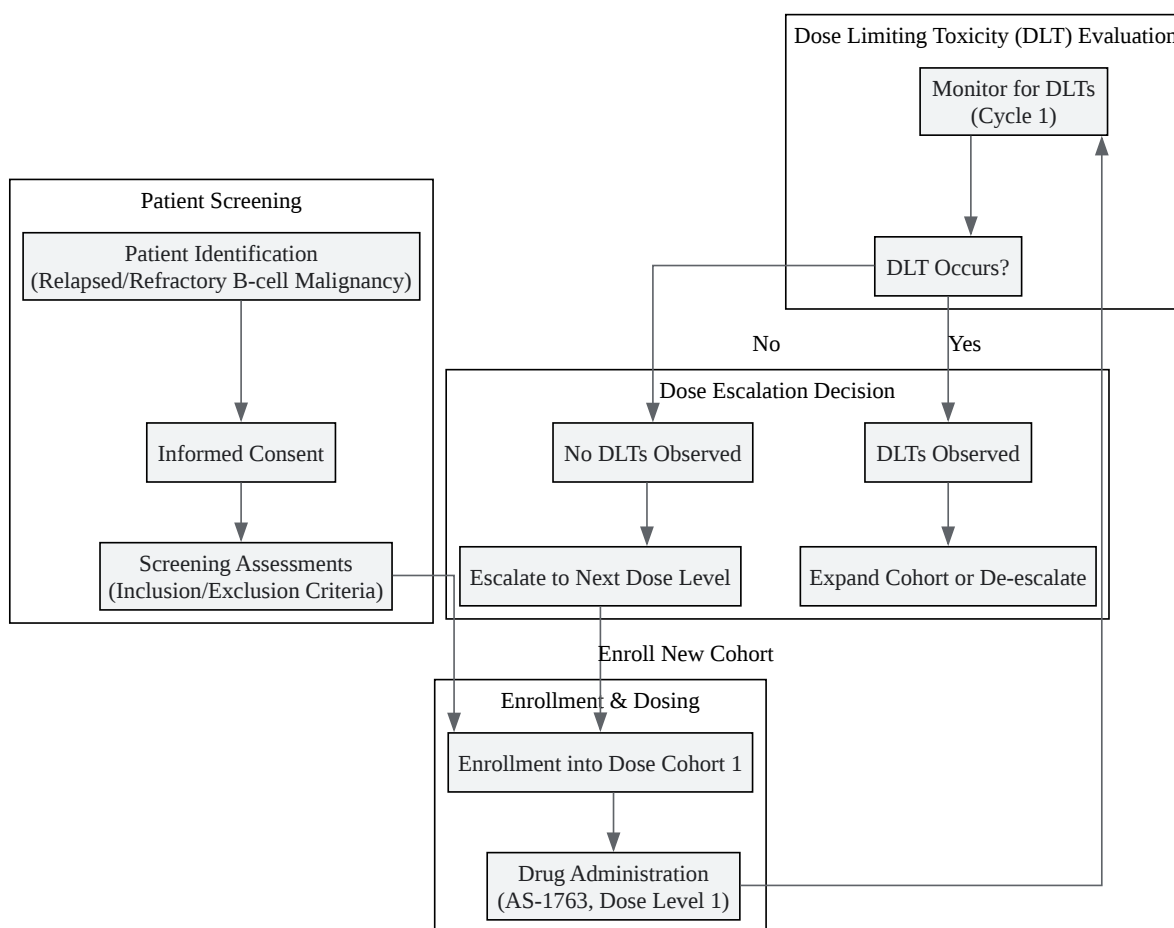 Dose Limiting Toxicity (DLT) Evaluation
Monitor for DLTs
(Cycle 1)
DLT Occurs?
Patient Screening
Patient Identification
(Relapsed/Refractory B-cell Malignancy)
Informed Consent
Screening Assessments
(Inclusion/Exclusion Criteria)
No
Yes
Dose Escalation Decision
No DLTs Observed
DLTs Observed
Escalate to Next Dose Level
Expand Cohort or De-escalate
Enroll New Cohort
Enrollment & Dosing
Enrollment into Dose Cohort 1
Drug Administration
(AS-1763, Dose Level 1)